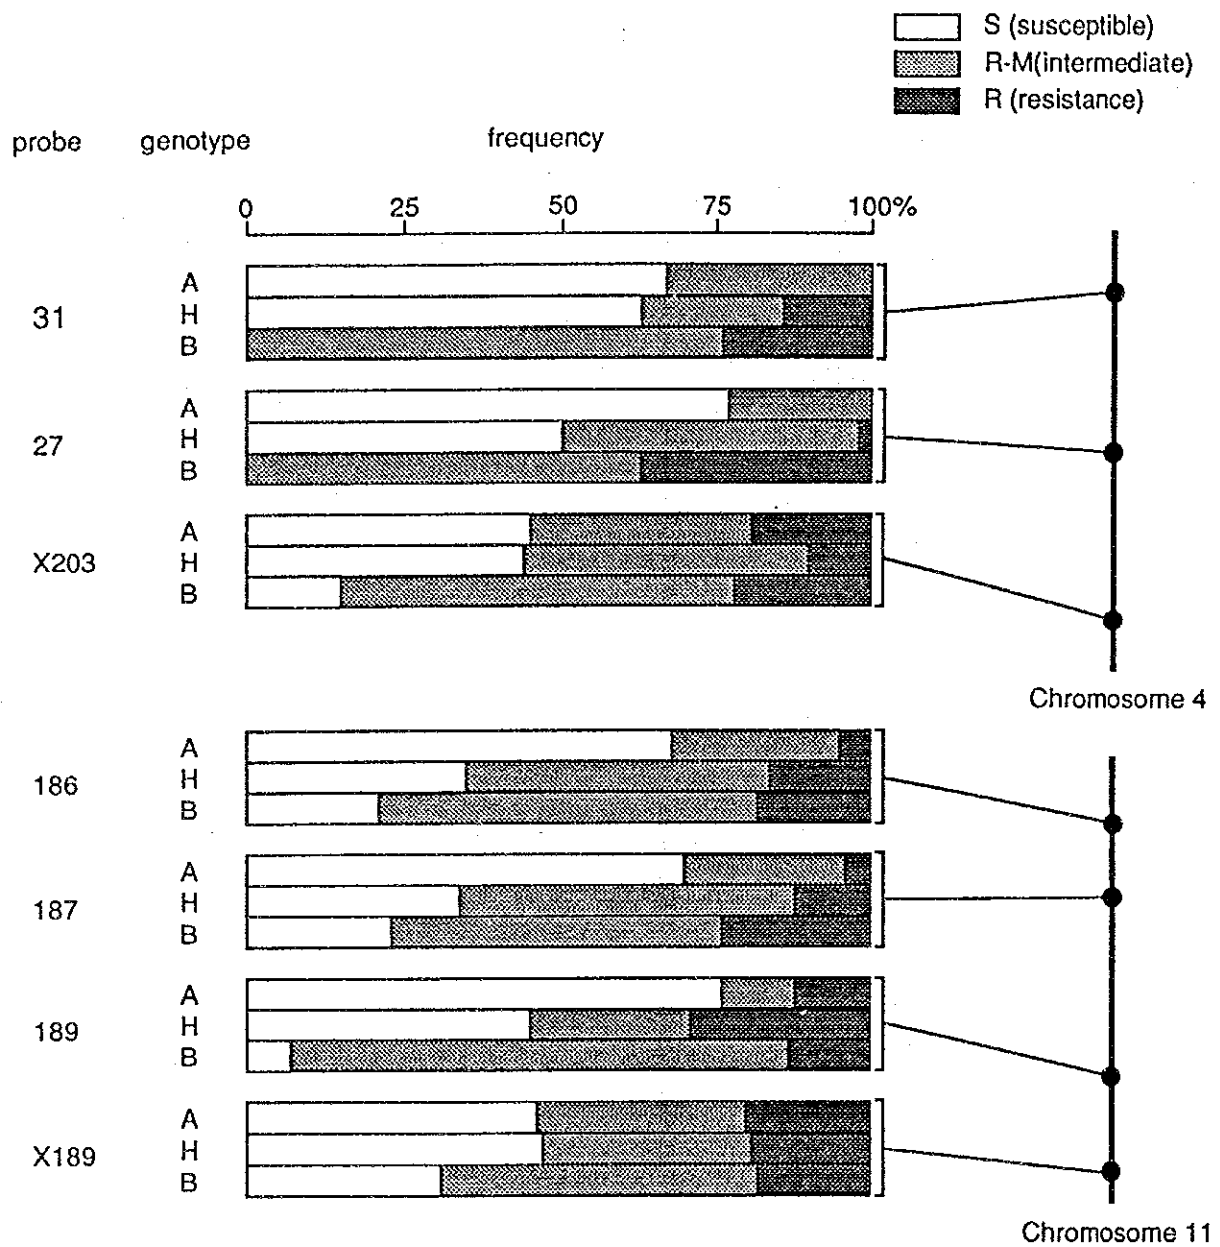 S (susceptible)
R-M(intermediate)
R (resistance)
probe genotype frequency
0 25 50 75 100%
A
31 H
B
A
27 H
B
A
X203 H
B
Chromosome 4
A
186 H
B
A
187 H
B
A
189 H
B
A
X189 H
B
Chromosome 11